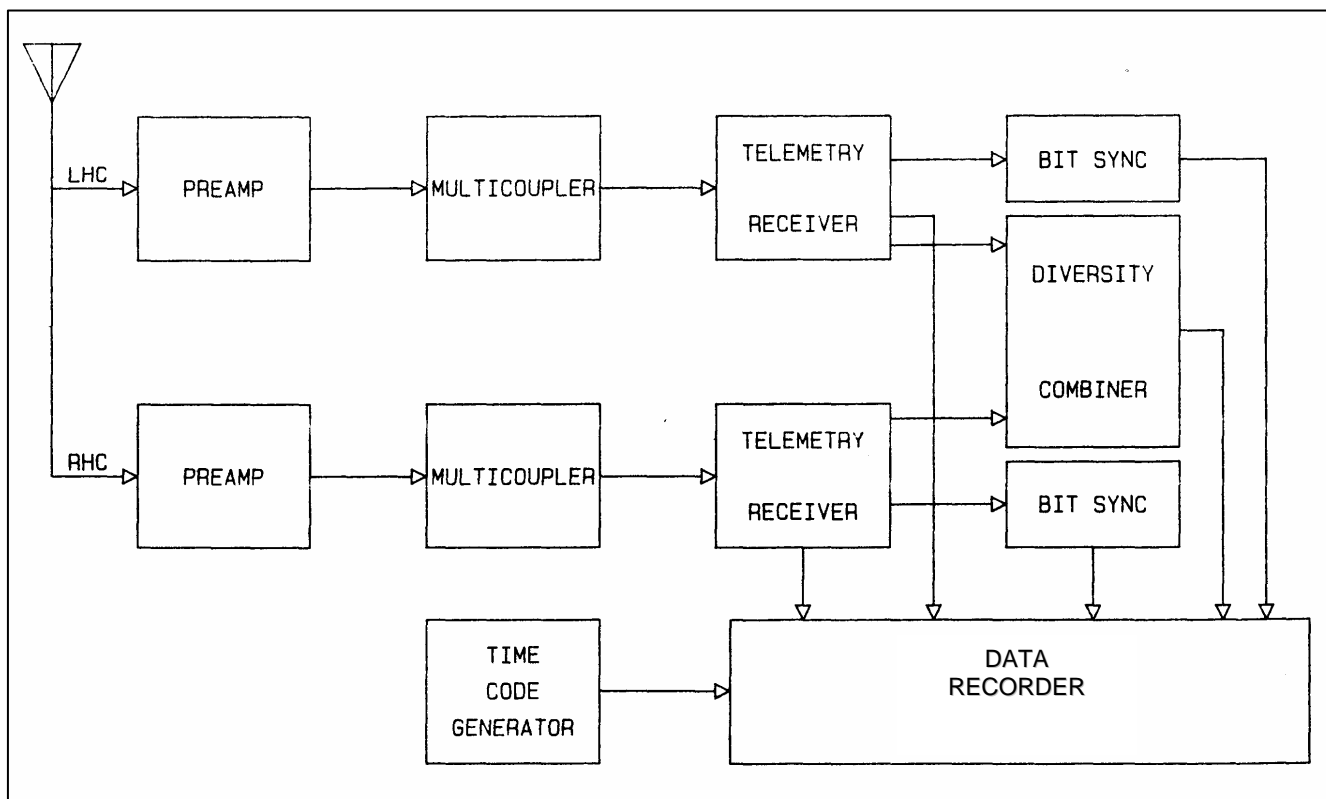 LHC
PREAMP
MULTICOUPLER
TELEMETRY
RECEIVER
BIT SYNC
DIVERSITY
COMBINER
RHC
PREAMP
MULTICOUPLER
TELEMETRY
RECEIVER
BIT SYNC
TIME
CODE
GENERATOR
DATA
RECORDER